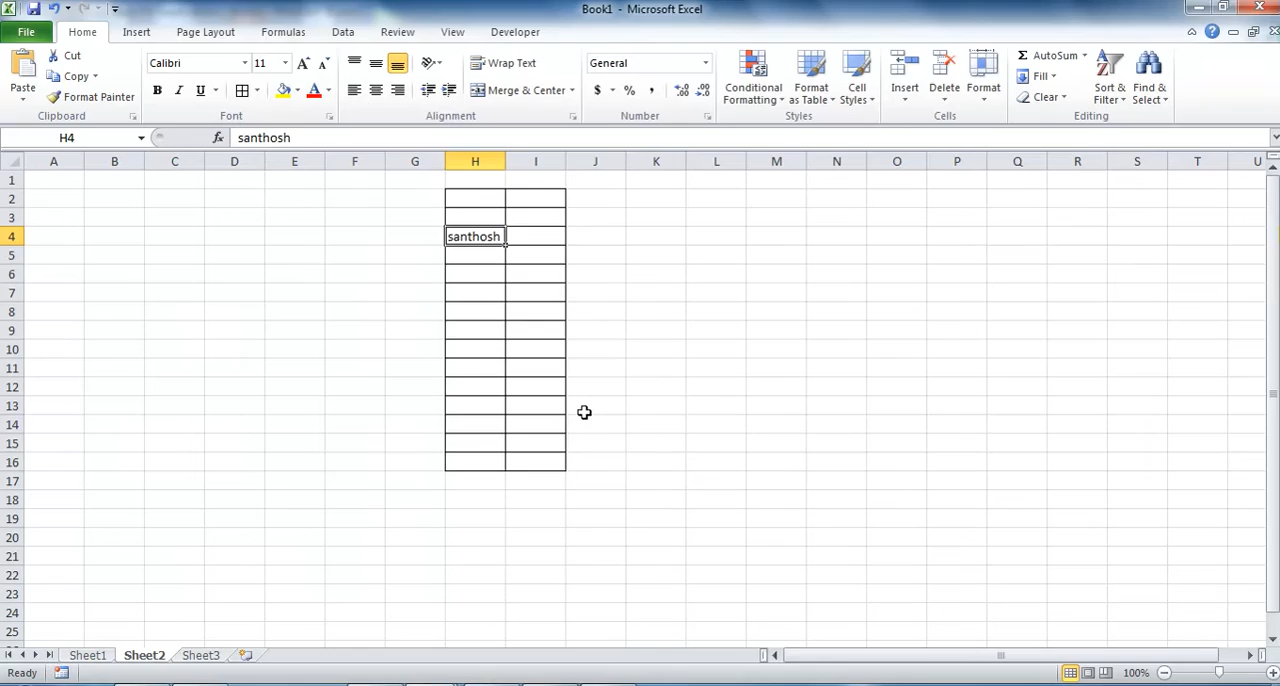 Book1 - Microsoft Excel
File Home Insert Page Layout Formulas Data Review View Developer
Cut
Copy
Format Painter
Paste
Clipboard
Calibri 11
B I U
Font
Wrap Text
Merge & Center
Alignment
General
$ % ,
Number
Conditional Formatting
Format as Table
Cell Styles
Styles
Insert Delete Format
Cells
Σ AutoSum
Fill
Clear
Sort & Filter
Find & Select
Editing
H4 fx santhosh
A B C D E F G H I J K L M N O P Q R S T U
1
2
3
4 santhosh
5
6
7
8
9
10
11
12
13
14
15
16
17
18
19
20
21
22
23
24
25
Sheet1 Sheet2 Sheet3
Ready 100%